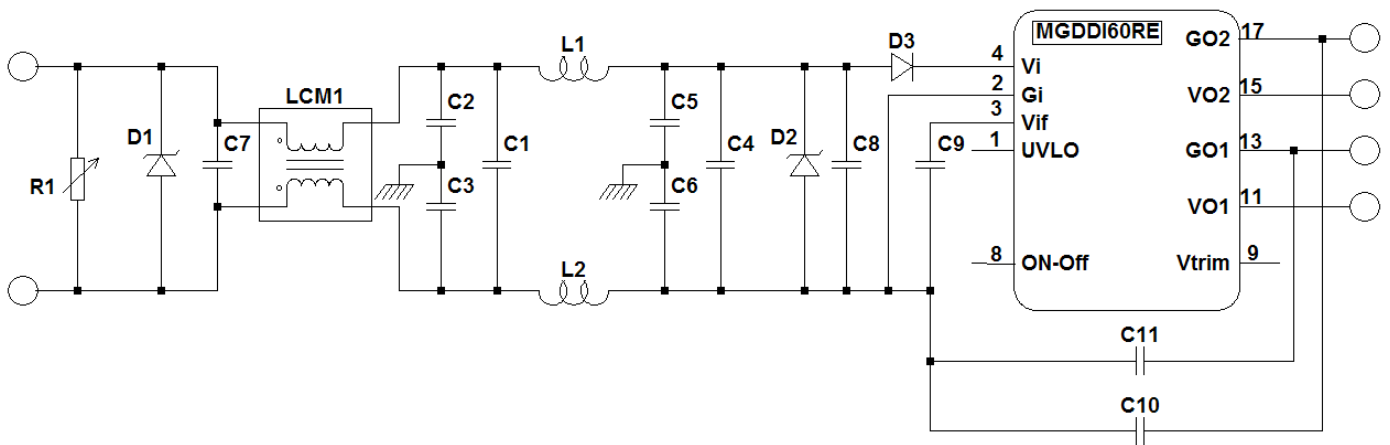 MGDDI60RE
GO2 17
L1
D3
4 Vi
2 Gi
VO2 15
LCM1
C2
C5
3 Vif
D1
C7
C1
C4
D2
C8
C9
1 UVLO
GO1 13
R1
C3
C6
VO1 11
L2
8 ON-Off
Vtrim 9
C11
C10